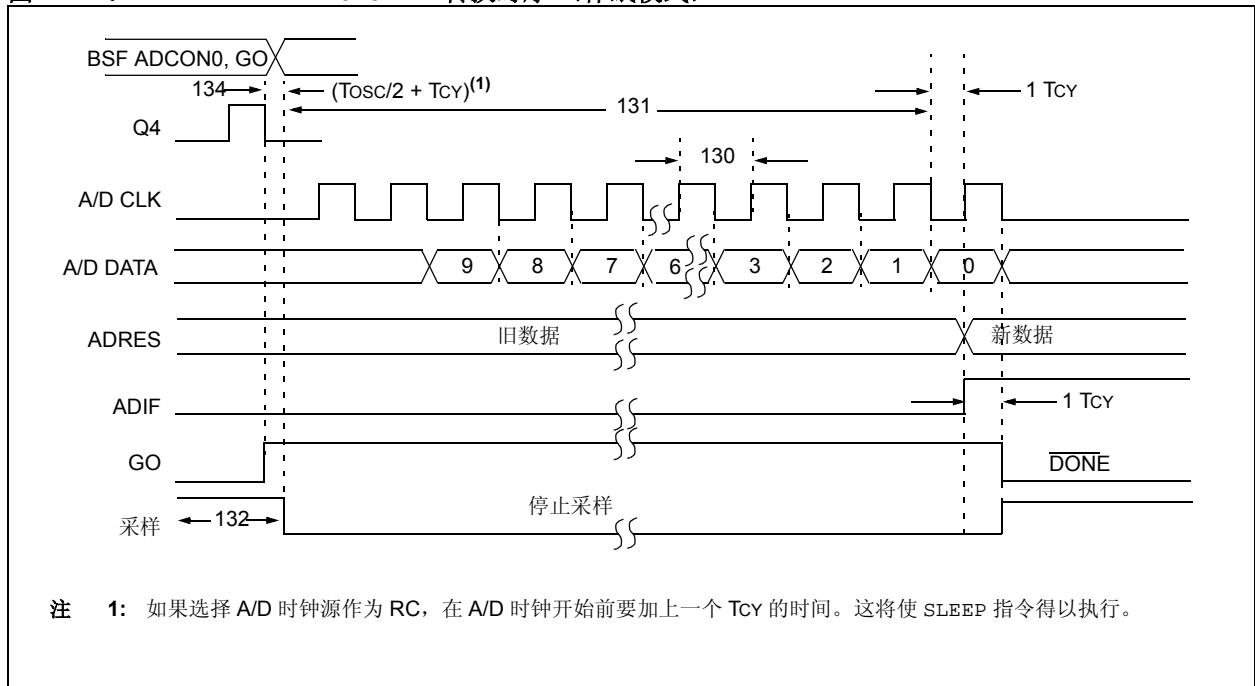 BSF ADCON0, GO
134
(TOSC/2 + TCY)(1)
131
1 TCY
Q4
130
A/D CLK
A/D DATA
9 8 7 6 3 2 1 0
ADRES
旧数据
新数据
ADIF
1 TCY
GO
DONE
采样
132
停止采样
注 1: 如果选择 A/D 时钟源作为 RC，在 A/D 时钟开始前要加上一个 TCY 的时间。这将使 SLEEP 指令得以执行。